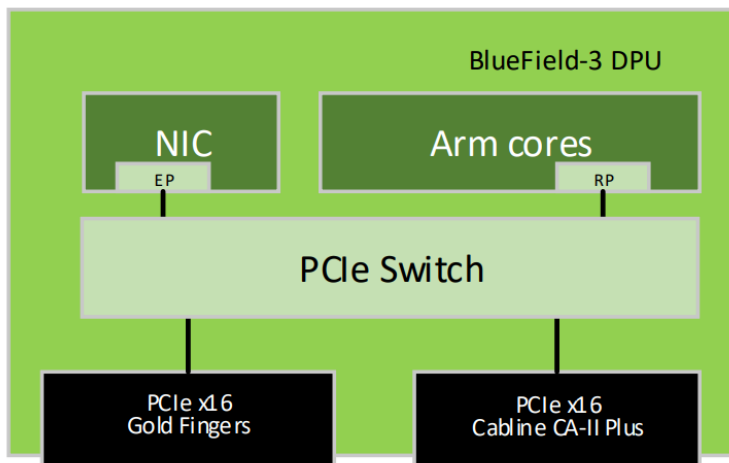 BlueField-3 DPU
NIC
Arm cores
EP
RP
PCIe Switch
PCIe x16
Gold Fingers
PCIe x16
Cabline CA-II Plus